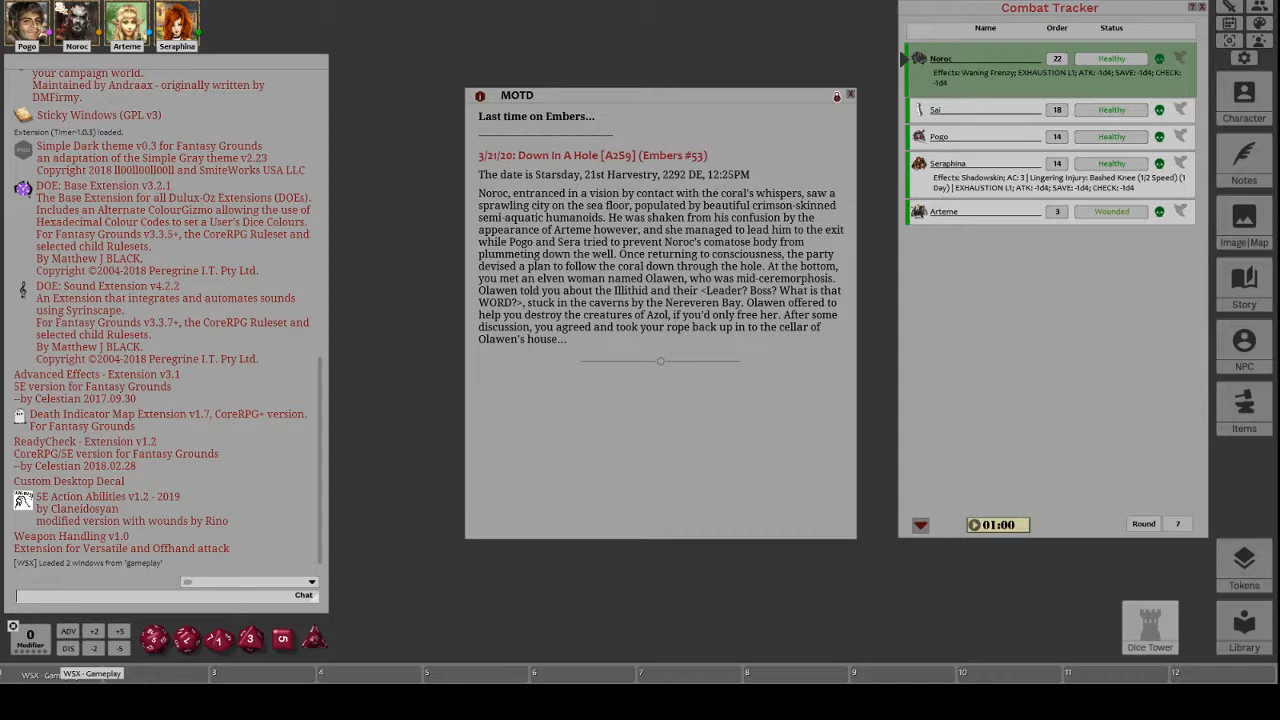 Pogo
Noroc
Arteme
Seraphina
your campaign world.
Maintained by Andraax - originally written by
DMFirmy.
Sticky Windows (GPL v3)
Extension (Timer-1.0.3) loaded.
Simple Dark theme v0.3 for Fantasy Grounds
an adaptation of the Simple Gray theme v2.23
Copyright 2018 ll00ll00ll00ll and SmiteWorks USA LLC
DOE: Base Extension v3.2.1
The Base Extension for all Dulux-Oz Extensions (DOEs).
Includes an Alternate ColourGizmo allowing the use of
Hexadecimal Colour Codes to set a User's Dice Colours.
For Fantasy Grounds v3.3.5+, the CoreRPG Ruleset and
selected child Rulesets.
By Matthew J BLACK.
Copyright ©2004-2018 Peregrine I.T. Pty Ltd.
DOE: Sound Extension v4.2.2
An Extension that integrates and automates sounds
using Syrinscape.
For Fantasy Grounds v3.3.7+, the CoreRPG Ruleset and
selected child Rulesets.
By Matthew J BLACK.
Copyright ©2004-2018 Peregrine I.T. Pty Ltd.
Advanced Effects - Extension v3.1
5E version for Fantasy Grounds
--by Celestian 2017.09.30
Death Indicator Map Extension v1.7, CoreRPG+ version.
For Fantasy Grounds
ReadyCheck - Extension v1.2
CoreRPG/5E version for Fantasy Grounds
--by Celestian 2018.02.28
Custom Desktop Decal
5E Action Abilities v1.2 - 2019
by Claneidosyan
modified version with wounds by Rino
Weapon Handling v1.0
Extension for Versatile and Offhand attack
[WSX] Loaded 2 windows from 'gameplay'
Chat
0
Modifier
ADV +2 +5
DIS -2 -5
MOTD
Last time on Embers...
3/21/20: Down In A Hole [A2S9] (Embers #53)
The date is Starsday, 21st Harvestry, 2292 DE, 12:25PM
Noroc, entranced in a vision by contact with the coral's whispers, saw a
sprawling city on the sea floor, populated by beautiful crimson-skinned
semi-aquatic humanoids. He was shaken from his confusion by the
appearance of Arteme however, and she managed to lead him to the exit
while Pogo and Sera tried to prevent Noroc's comatose body from
plummeting down the well. Once returning to consciousness, the party
devised a plan to follow the coral down through the hole. At the bottom,
you met an elven woman named Olawen, who was mid-ceremorphosis.
Olawen told you about the Illithid and their <Leader? Boss? What is that
WORD?>, stuck in the caverns by the Nereveren Bay. Olawen offered to
help you destroy the creatures of Azol, if you'd only free her. After some
discussion, you agreed and took your rope back up in to the cellar of
Olawen's house...
Combat Tracker
Name Order Status
Noroc 22 Healthy
Effects: Waning Frenzy; EXHAUSTION L1; ATK: -1d4; SAVE: -1d4; CHECK:
-1d4
Sai 18 Healthy
Pogo 14 Healthy
Seraphina 14 Healthy
Effects: Shadowskin; AC: 3 | Lingering Injury: Bashed Knee (1/2 Speed) (1
Day) | EXHAUSTION L1; ATK: -1d4; SAVE: -1d4; CHECK: -1d4
Arteme 3 Wounded
01:00
Round 7
Character
Notes
Image|Map
Story
NPC
Items
Tokens
Library
Dice Tower
WSX - Gameplay
3
4
5
6
7
8
9
10
11
12